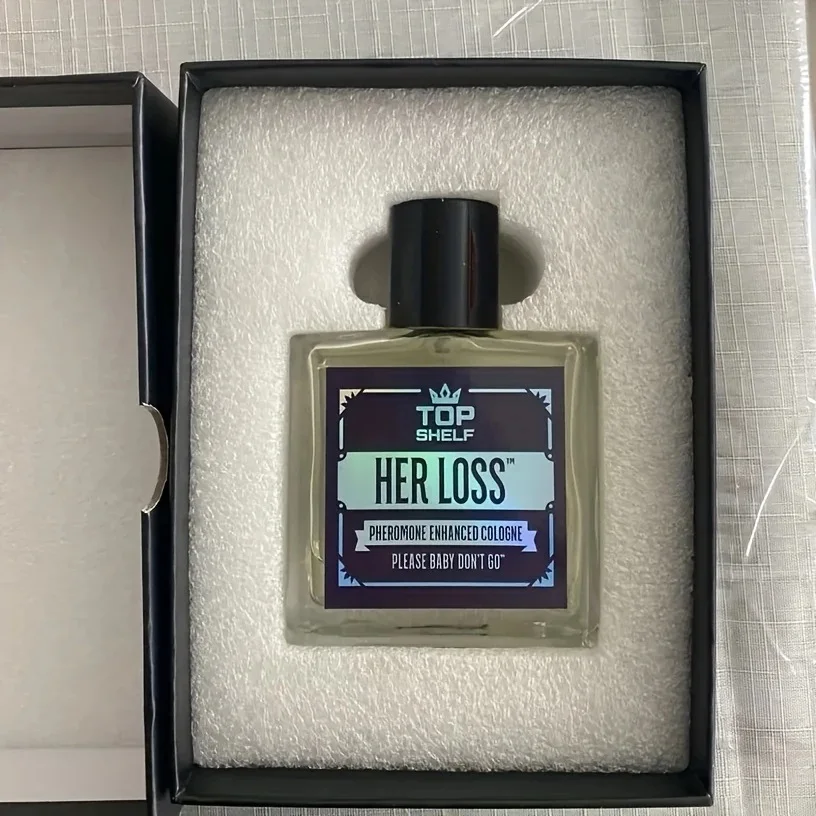 TOP
SHELF
HER LOSS™
PHEROMONE ENHANCED COLOGNE
PLEASE BABY DON'T GO™